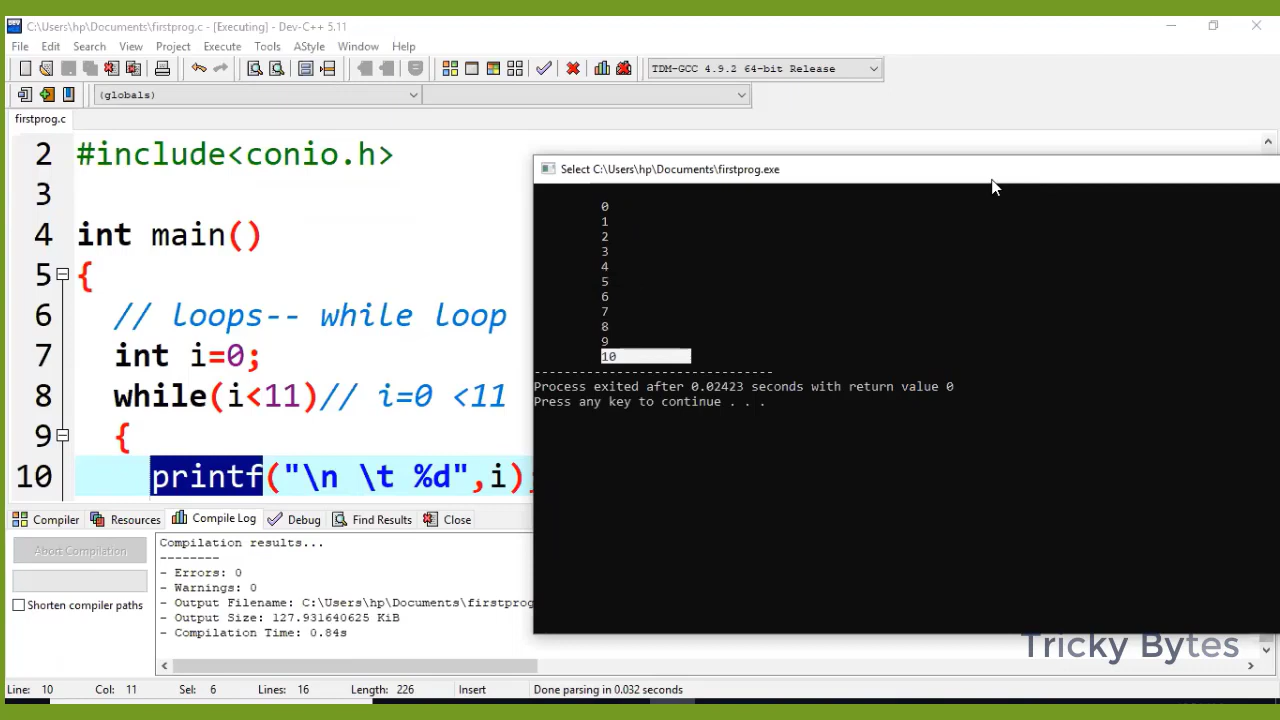 C:\Users\hp\Documents\firstprog.c - [Executing] - Dev-C++ 5.11
File Edit Search View Project Execute Tools AStyle Window Help
TDM-GCC 4.9.2 64-bit Release
(globals)
firstprog.c
2 #include<conio.h>
3
4 int main()
5 {
6 // loops-- while loop
7 int i=0;
8 while(i<11)// i=0 <11
9 {
10 printf("\n \t %d",i);
Select C:\Users\hp\Documents\firstprog.exe
0
1
2
3
4
5
6
7
8
9
10
------------------------------
Process exited after 0.02423 seconds with return value 0
Press any key to continue . . .
Compiler Resources Compile Log Debug Find Results Close
Abort Compilation
Shorten compiler paths
Compilation results...
--------
- Errors: 0
- Warnings: 0
- Output Filename: C:\Users\hp\Documents\firstprog
- Output Size: 127.931640625 KiB
- Compilation Time: 0.84s
Tricky Bytes
Line: 10 Col: 11 Sel: 6 Lines: 16 Length: 226 Insert Done parsing in 0.032 seconds